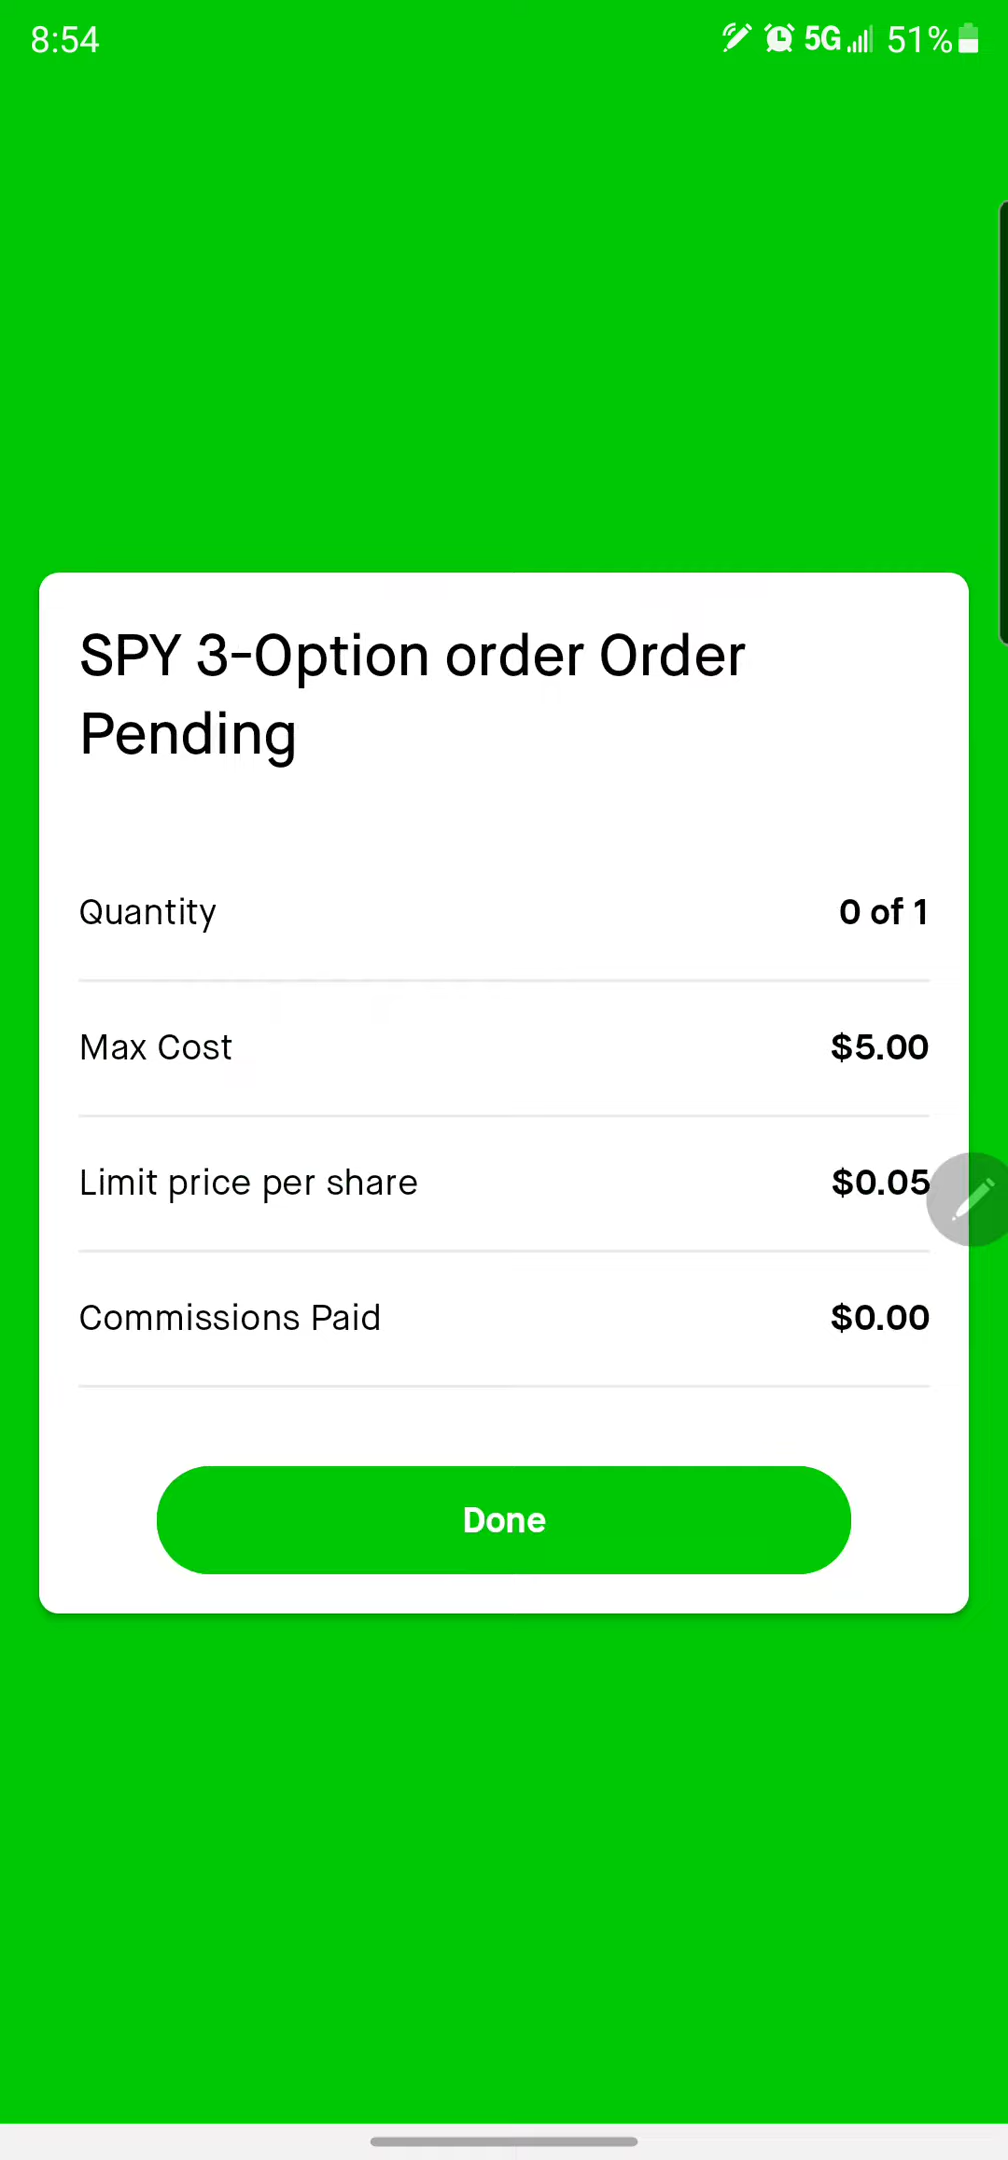 8:54
5G 51%
SPY 3-Option order Order
Pending
Quantity 0 of 1
Max Cost $5.00
Limit price per share $0.05
Commissions Paid $0.00
Done